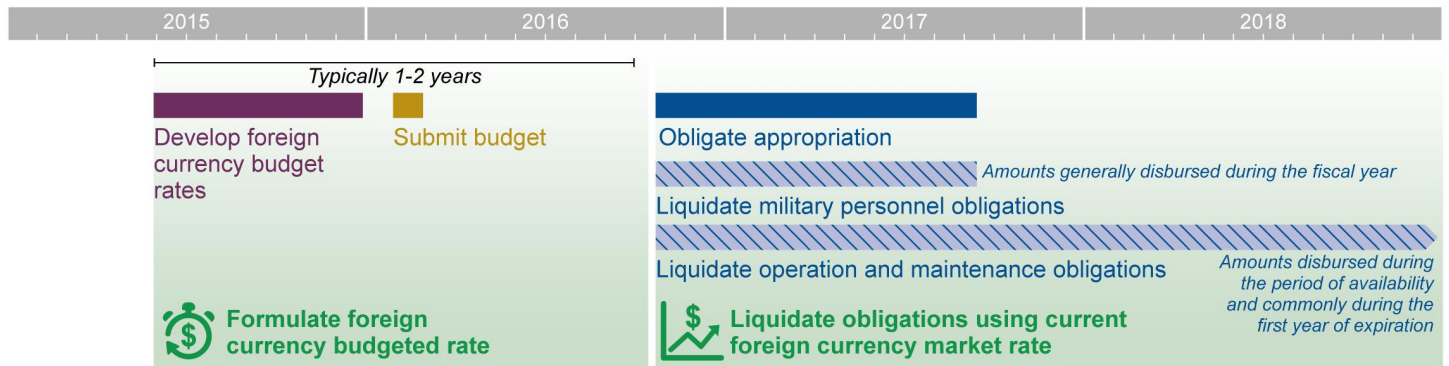 2015 2016 2017 2018
Typically 1-2 years
Develop foreign
currency budget
rates
Submit budget
Obligate appropriation
Amounts generally disbursed during the fiscal year
Liquidate military personnel obligations
Liquidate operation and maintenance obligations
Amounts disbursed during
the period of availability
and commonly during the
first year of expiration
$
Formulate foreign
currency budgeted rate
$
Liquidate obligations using current
foreign currency market rate